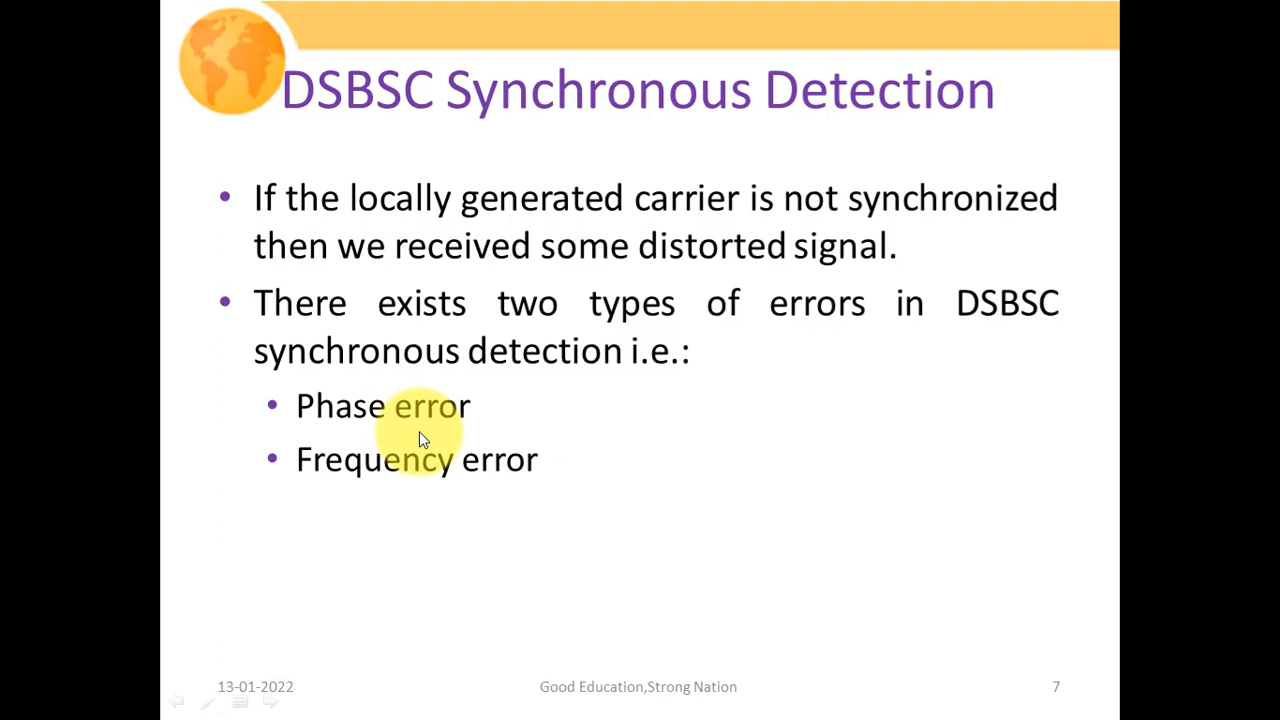 DSBSC Synchronous Detection
• If the locally generated carrier is not synchronized
then we received some distorted signal.
• There exists two types of errors in DSBSC
synchronous detection i.e.:
• Phase error
• Frequency error
13-01-2022
Good Education,Strong Nation
7